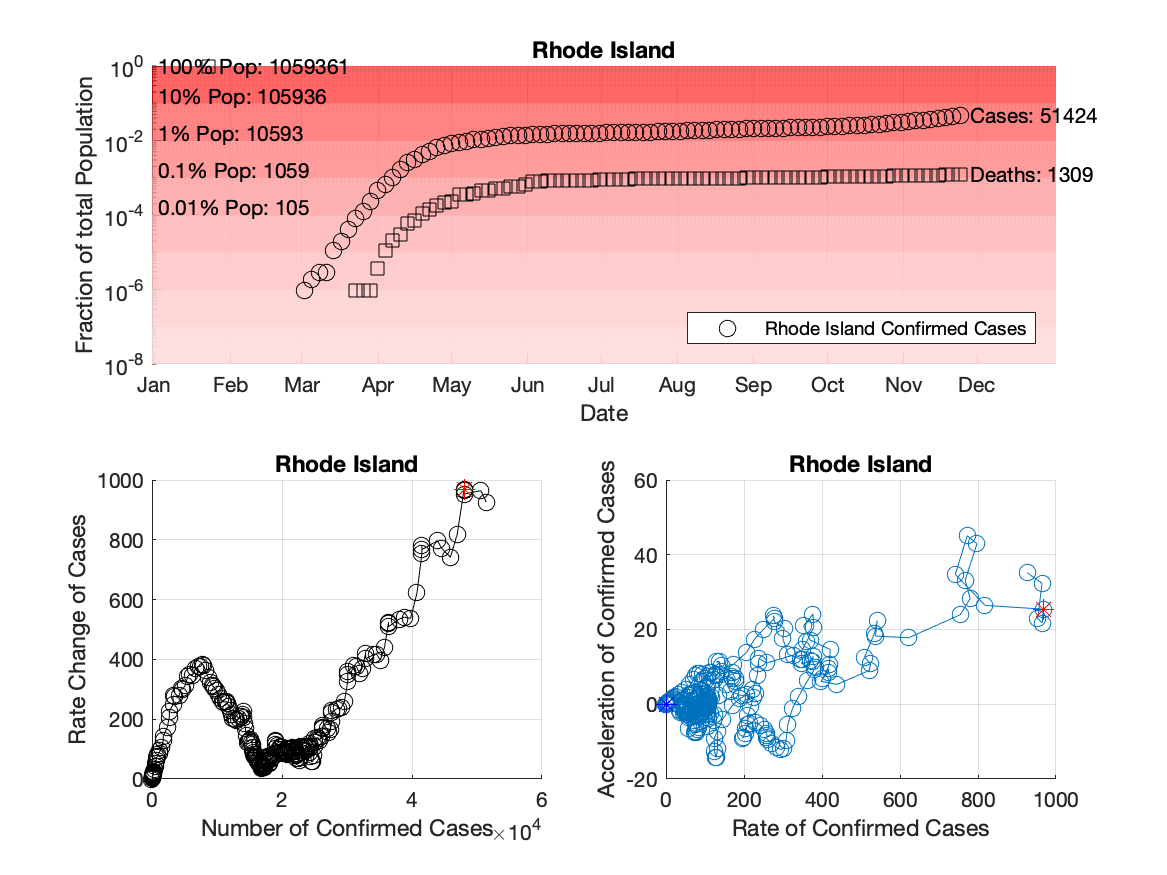 Rhode Island
Fraction of total Population
10^0
10^-2
10^-4
10^-6
10^-8
100% Pop: 1059361
10% Pop: 105936
1% Pop: 10593
0.1% Pop: 1059
0.01% Pop: 105
Cases: 51424
Deaths: 1309
Rhode Island Confirmed Cases
Jan Feb Mar Apr May Jun Jul Aug Sep Oct Nov Dec
Date
Rhode Island
Rate Change of Cases
1000
800
600
400
200
0
0 2 4 6
Number of Confirmed Cases ×10^4
Rhode Island
Acceleration of Confirmed Cases
60
40
20
0
-20
0 200 400 600 800 1000
Rate of Confirmed Cases